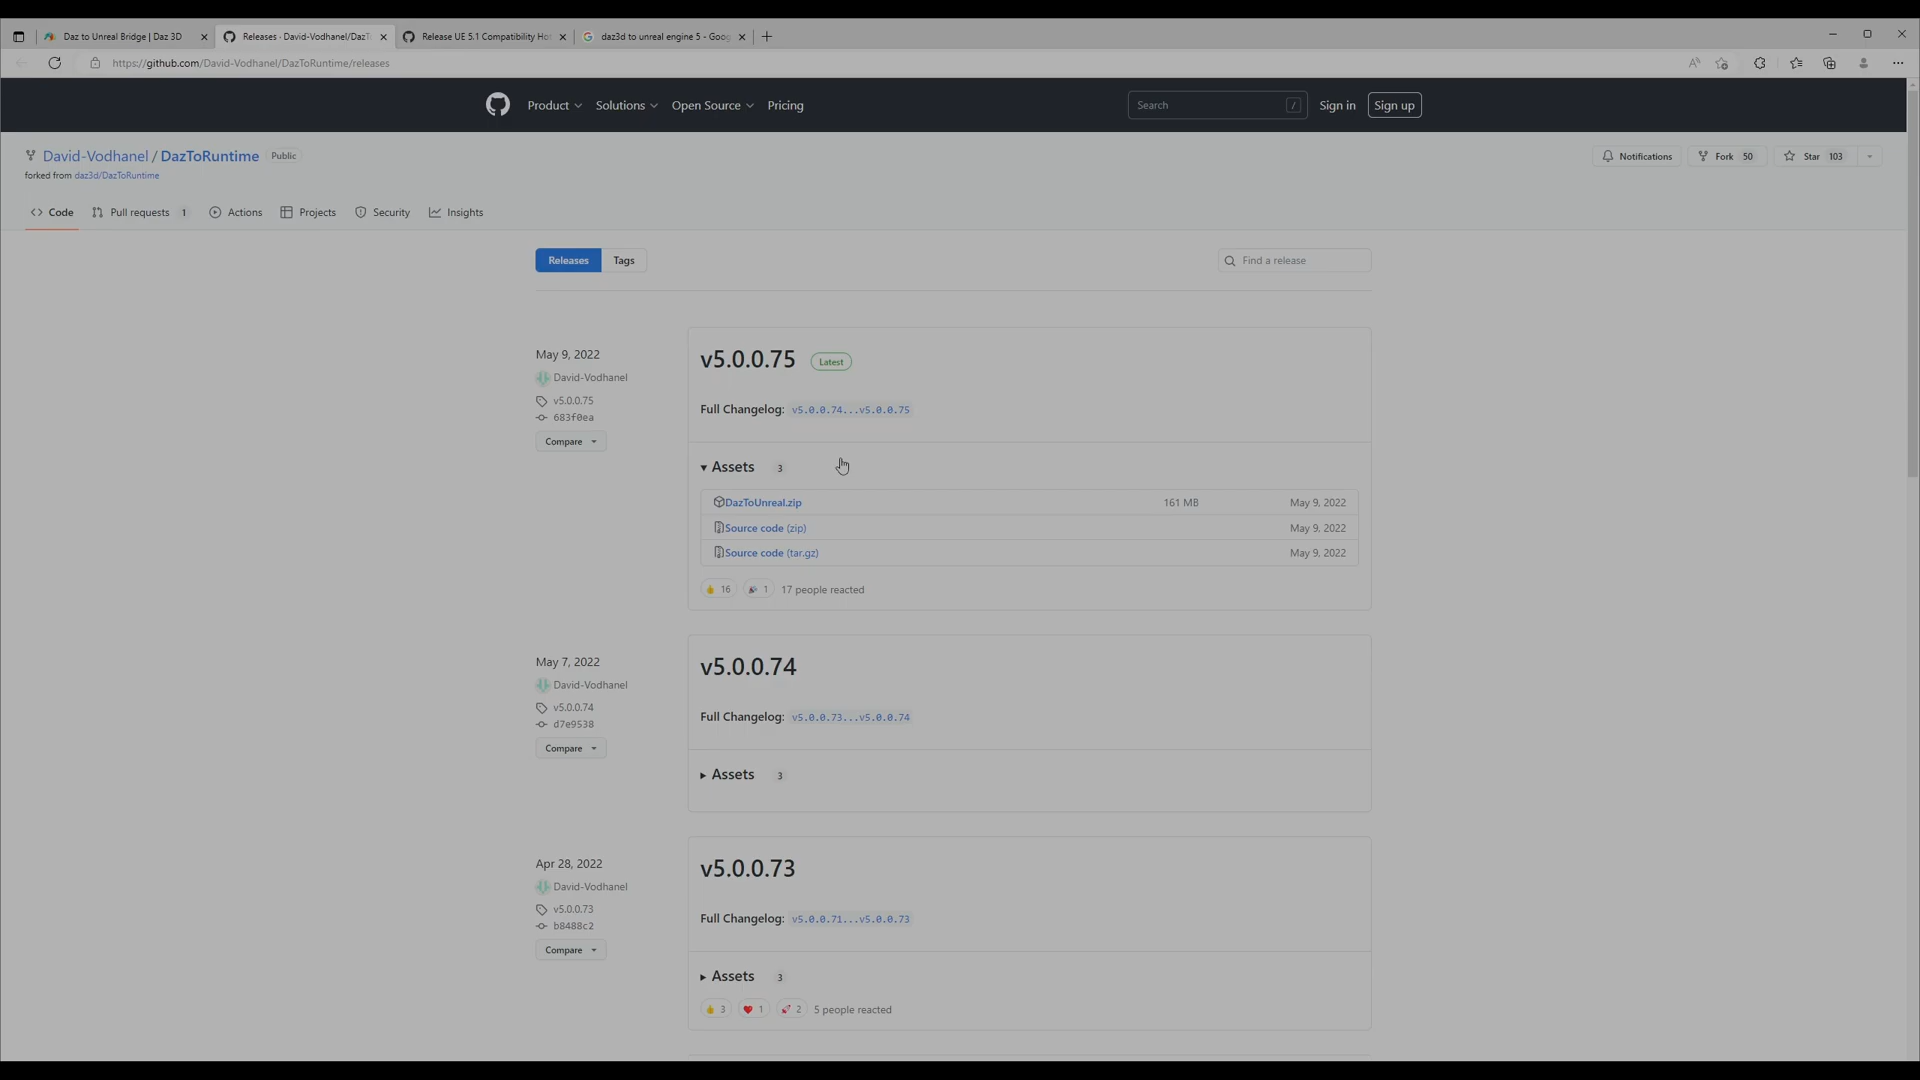 Daz to Unreal Bridge | Daz 3D
Releases · David-Vodhanel/DazT
Release UE 5.1 Compatibility Hot
daz3d to unreal engine 5 - Goog
https://github.com/David-Vodhanel/DazToRuntime/releases
Product
Solutions
Open Source
Pricing
Search
/
Sign in
Sign up
David-Vodhanel / DazToRuntime
Public
forked from daz3d/DazToRuntime
Notifications
Fork 50
Star 103
Code
Pull requests 1
Actions
Projects
Security
Insights
Releases
Tags
Find a release
May 9, 2022
David-Vodhanel
v5.0.0.75
683f0ea
Compare
v5.0.0.75
Latest
Full Changelog: v5.0.0.74...v5.0.0.75
Assets 3
DazToUnreal.zip 161 MB May 9, 2022
Source code (zip) May 9, 2022
Source code (tar.gz) May 9, 2022
16 1 17 people reacted
May 7, 2022
David-Vodhanel
v5.0.0.74
d7e9538
Compare
v5.0.0.74
Full Changelog: v5.0.0.73...v5.0.0.74
Assets 3
Apr 28, 2022
David-Vodhanel
v5.0.0.73
b8488c2
Compare
v5.0.0.73
Full Changelog: v5.0.0.71...v5.0.0.73
Assets 3
3 1 2 5 people reacted